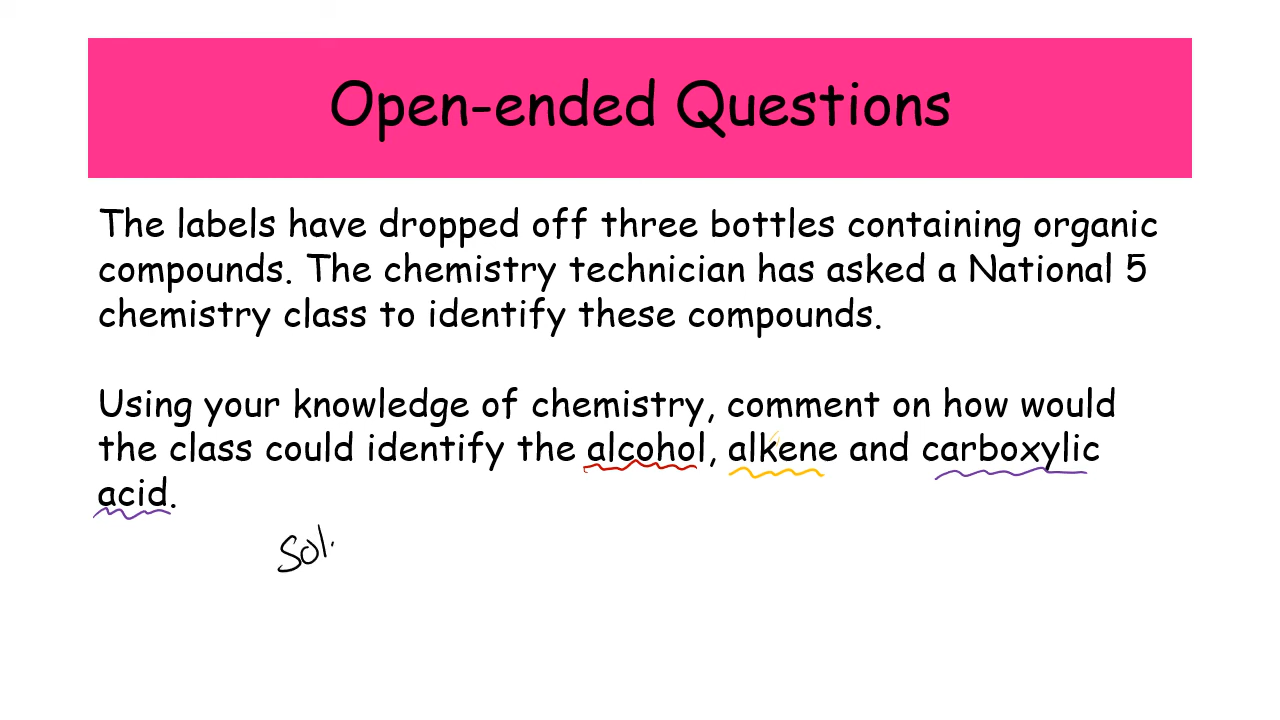 Open-ended Questions
The labels have dropped off three bottles containing organic
compounds. The chemistry technician has asked a National 5
chemistry class to identify these compounds.
Using your knowledge of chemistry, comment on how would
the class could identify the alcohol, alkene and carboxylic
acid.
Sol